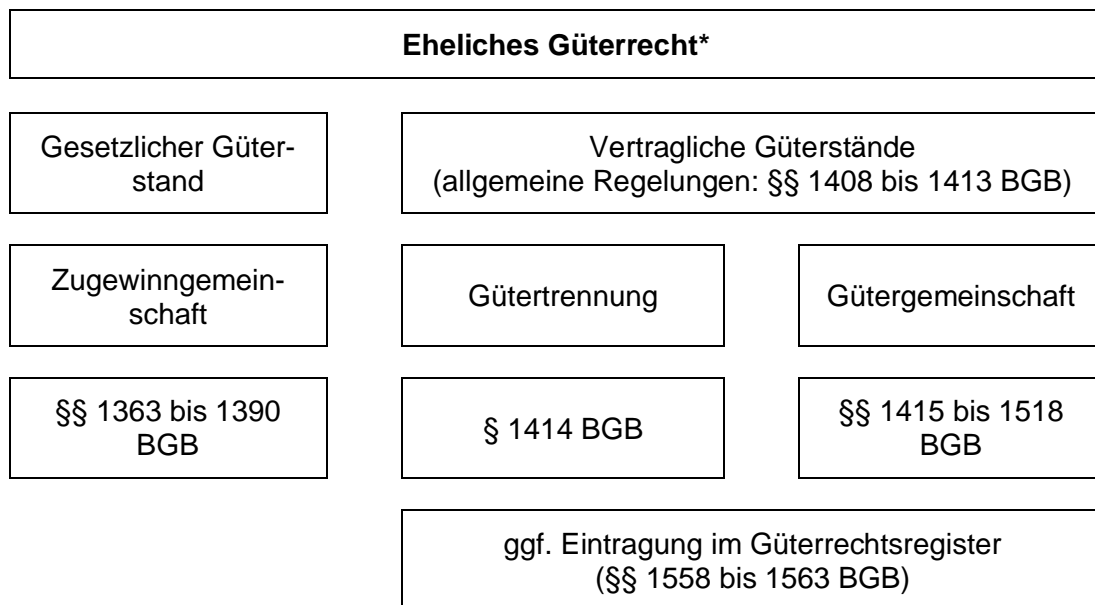 Eheliches Güterrecht*
Gesetzlicher Güter-
stand
Vertragliche Güterstände
(allgemeine Regelungen: §§ 1408 bis 1413 BGB)
Zugewinngemein-
schaft
Gütertrennung
Gütergemeinschaft
§§ 1363 bis 1390
BGB
§ 1414 BGB
§§ 1415 bis 1518
BGB
ggf. Eintragung im Güterrechtsregister
(§§ 1558 bis 1563 BGB)